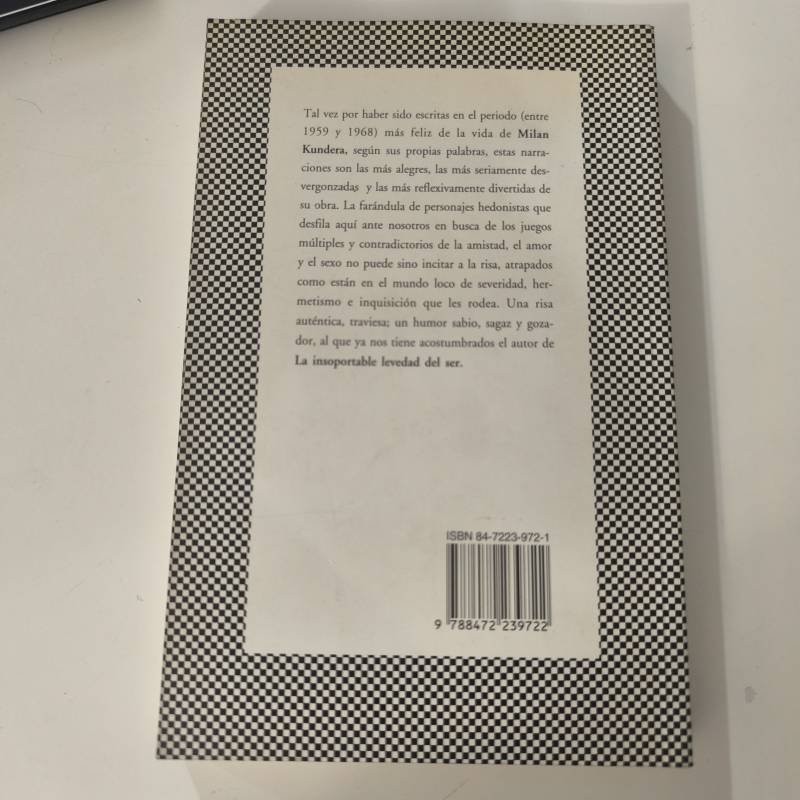 Tal vez por haber sido escritas en el periodo (entre
1959 y 1968) más feliz de la vida de Milan
Kundera, según sus propias palabras, estas narra-
ciones son las más alegres, las más seriamente des-
vergonzadas y las más reflexivamente divertidas de
su obra. La farándula de personajes hedonistas que
desfila aquí ante nosotros en busca de los juegos
múltiples y contradictorios de la amistad, el amor
y el sexo no puede sino incitar a la risa, atrapados
como están en el mundo loco de severidad, her-
metismo e inquisición que les rodea. Una risa
auténtica, traviesa; un humor sabio, sagaz y goza-
dor, al que ya nos tiene acostumbrados el autor de
La insoportable levedad del ser.
ISBN 84-7223-972-1
9 788472 239722